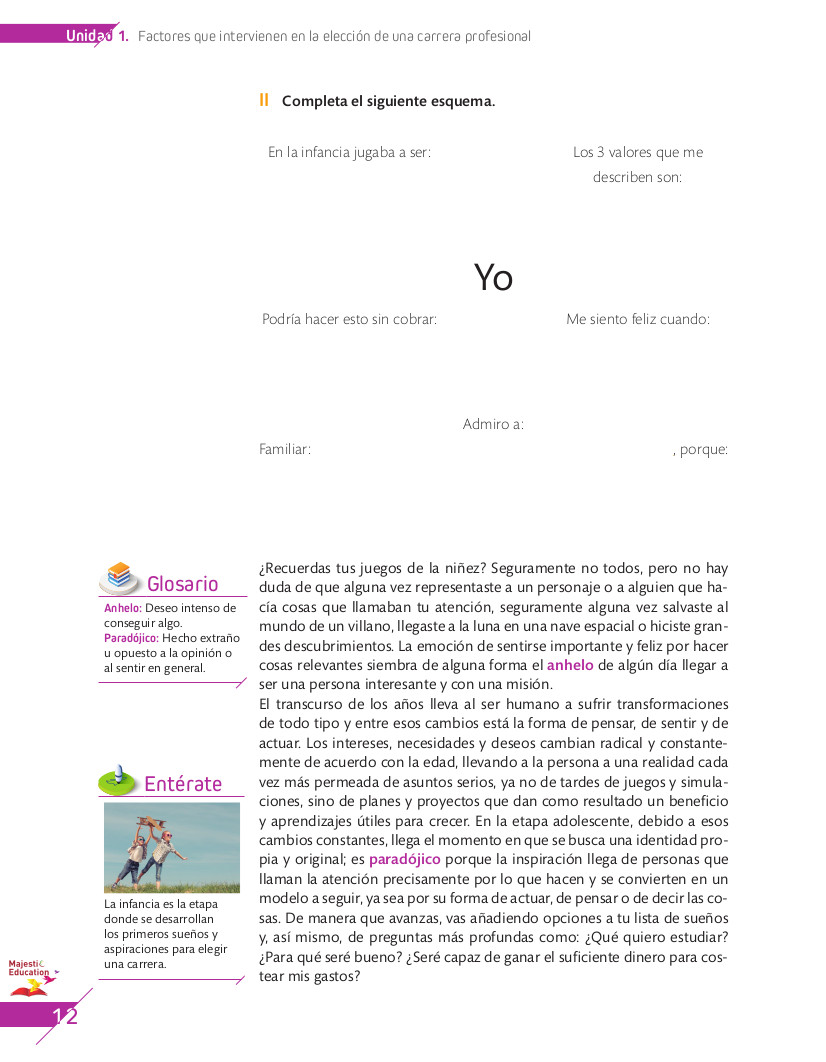 Unidad 1. Factores que intervienen en la elección de una carrera profesional
II Completa el siguiente esquema.
En la infancia jugaba a ser:
Los 3 valores que me
describen son:
Yo
Podría hacer esto sin cobrar:
Me siento feliz cuando:
Admiro a:
Familiar:
, porque:
Glosario
Anhelo: Deseo intenso de
conseguir algo.
Paradójico: Hecho extraño
u opuesto a la opinión o
al sentir en general.
Entérate
La infancia es la etapa
donde se desarrollan
los primeros sueños y
aspiraciones para elegir
una carrera.
¿Recuerdas tus juegos de la niñez? Seguramente no todos, pero no hay
duda de que alguna vez representaste a un personaje o a alguien que ha-
cía cosas que llamaban tu atención, seguramente alguna vez salvaste al
mundo de un villano, llegaste a la luna en una nave espacial o hiciste gran-
des descubrimientos. La emoción de sentirse importante y feliz por hacer
cosas relevantes siembra de alguna forma el anhelo de algún día llegar a
ser una persona interesante y con una misión.
El transcurso de los años lleva al ser humano a sufrir transformaciones
de todo tipo y entre esos cambios está la forma de pensar, de sentir y de
actuar. Los intereses, necesidades y deseos cambian radical y constante-
mente de acuerdo con la edad, llevando a la persona a una realidad cada
vez más permeada de asuntos serios, ya no de tardes de juegos y simula-
ciones, sino de planes y proyectos que dan como resultado un beneficio
y aprendizajes útiles para crecer. En la etapa adolescente, debido a esos
cambios constantes, llega el momento en que se busca una identidad pro-
pia y original; es paradójico porque la inspiración llega de personas que
llaman la atención precisamente por lo que hacen y se convierten en un
modelo a seguir, ya sea por su forma de actuar, de pensar o de decir las co-
sas. De manera que avanzas, vas añadiendo opciones a tu lista de sueños
y, así mismo, de preguntas más profundas como: ¿Qué quiero estudiar?
¿Para qué seré bueno? ¿Seré capaz de ganar el suficiente dinero para cos-
tear mis gastos?
Majestic
Education
12